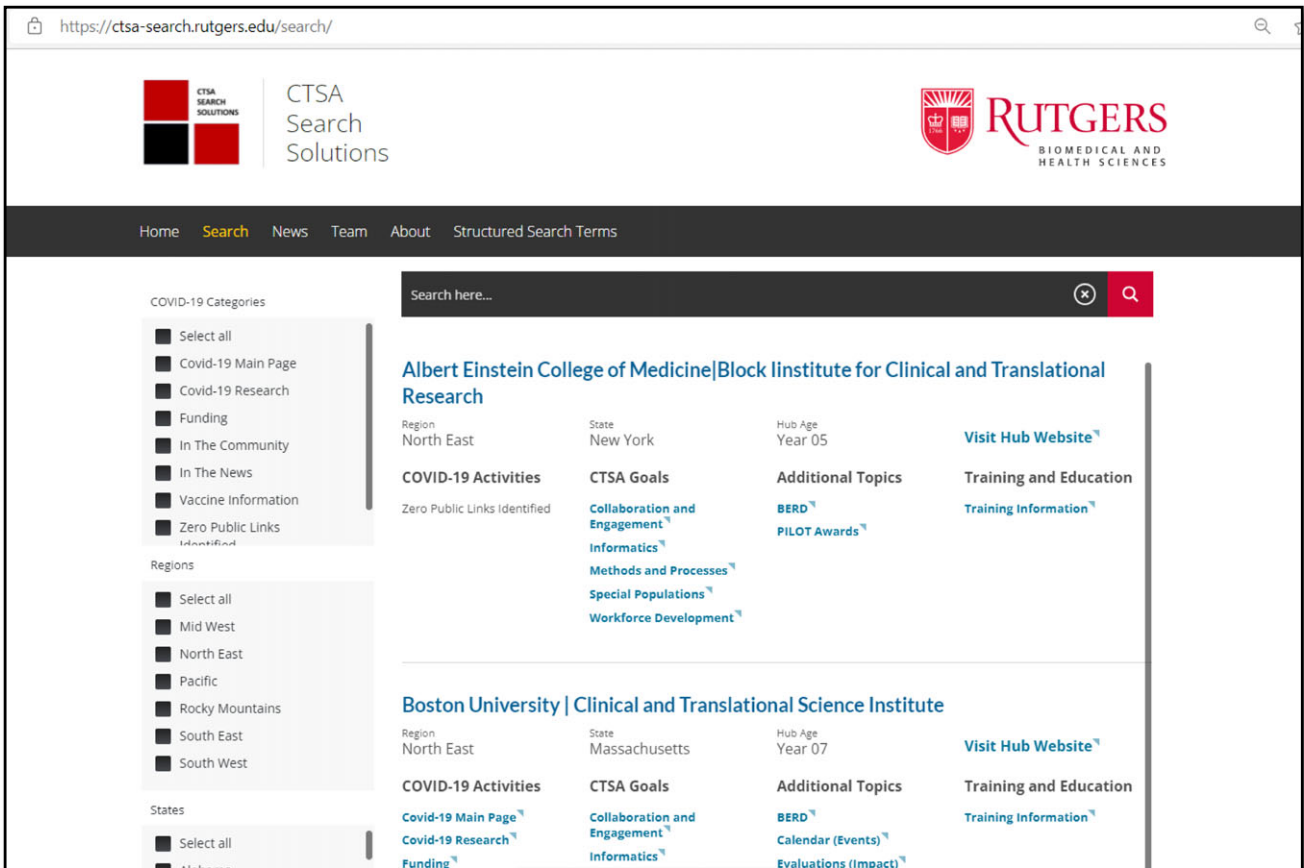 https://ctsa-search.rutgers.edu/search/
CTSA
SEARCH
SOLUTIONS
CTSA
Search
Solutions
1766
RUTGERS
BIOMEDICAL AND
HEALTH SCIENCES
Home Search News Team About Structured Search Terms
COVID-19 Categories
Select all
Covid-19 Main Page
Covid-19 Research
Funding
In The Community
In The News
Vaccine Information
Zero Public Links
Identified
Regions
Select all
Mid West
North East
Pacific
Rocky Mountains
South East
South West
States
Select all
Alabama
Search here...
Albert Einstein College of Medicine|Block Iinstitute for Clinical and Translational
Research
Region State Hub Age
North East New York Year 05 Visit Hub Website
COVID-19 Activities CTSA Goals Additional Topics Training and Education
Zero Public Links Identified Collaboration and BERD Training Information
Engagement PILOT Awards
Informatics
Methods and Processes
Special Populations
Workforce Development
Boston University | Clinical and Translational Science Institute
Region State Hub Age
North East Massachusetts Year 07 Visit Hub Website
COVID-19 Activities CTSA Goals Additional Topics Training and Education
Covid-19 Main Page Collaboration and BERD Training Information
Covid-19 Research Engagement Calendar (Events)
Funding Informatics Evaluations (Impact)